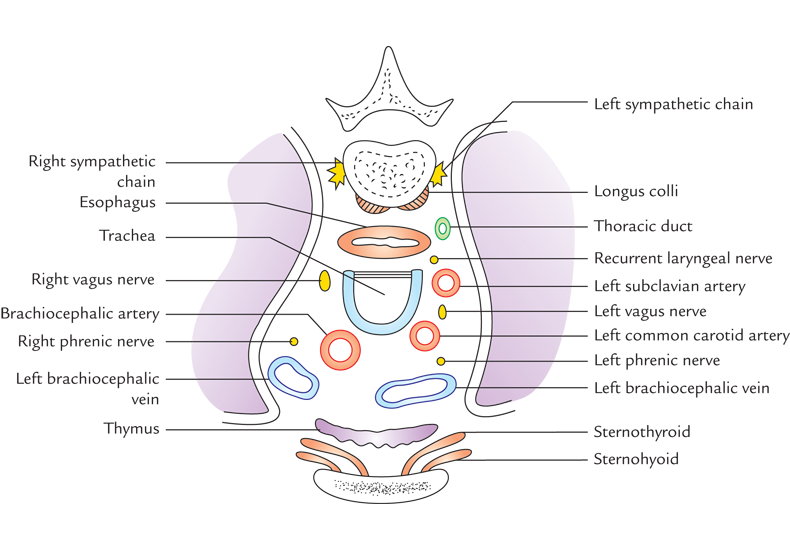 Left sympathetic chain
Right sympathetic
chain
Longus colli
Esophagus
Thoracic duct
Trachea
Recurrent laryngeal nerve
Right vagus nerve
Left subclavian artery
Brachiocephalic artery
Left vagus nerve
Right phrenic nerve
Left common carotid artery
Left phrenic nerve
Left brachiocephalic
vein
Left brachiocephalic vein
Thymus
Sternothyroid
Sternohyoid